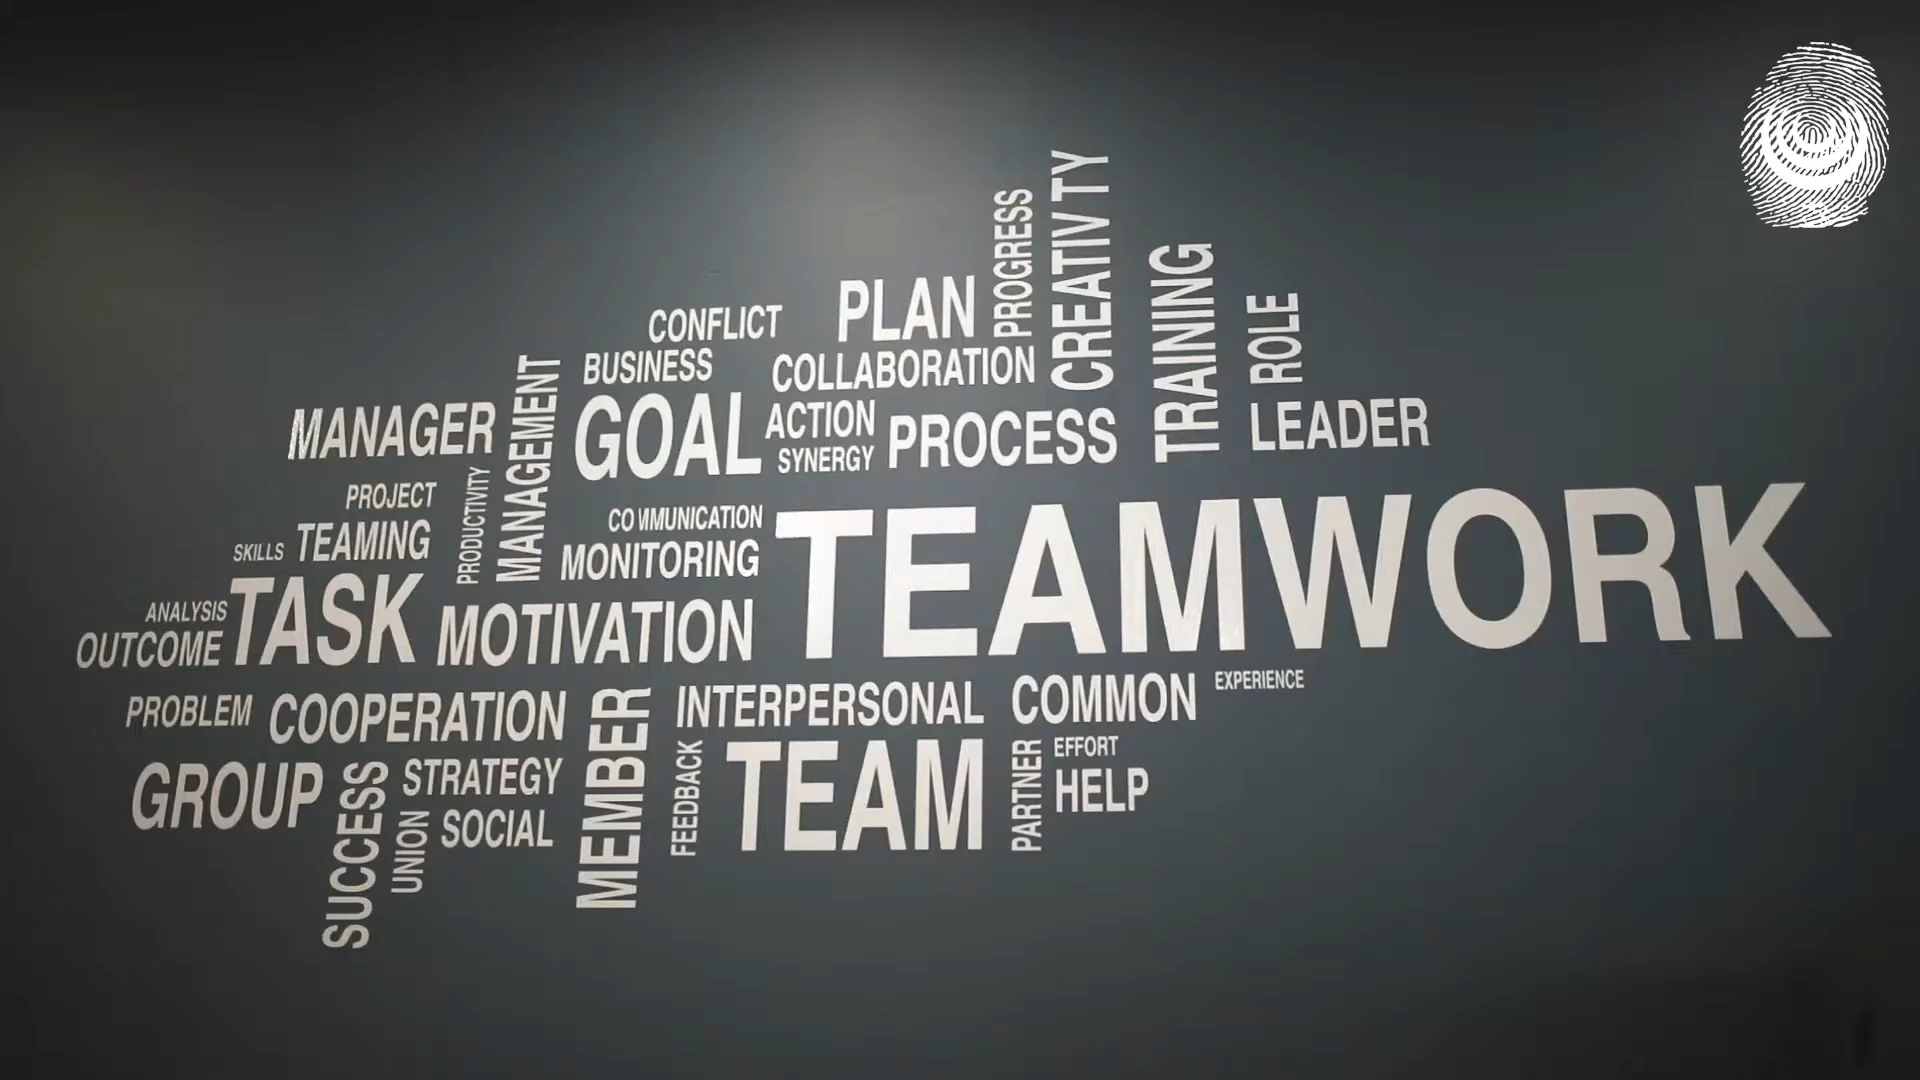 PROGRESS
CREATIVTY
CONFLICT
PLAN
TRAINING
ROLE
BUSINESS
COLLABORATION
MANAGER
MANAGEMENT
GOAL
ACTION
PROCESS
LEADER
SYNERGY
PROJECT
PRODUCTIVITY
COMMUNICATION
TEAMWORK
SKILLS
TEAMING
MONITORING
ANALYSIS
TASK
MOTIVATION
OUTCOME
PROBLEM
COOPERATION
MEMBER
INTERPERSONAL
COMMON
EXPERIENCE
GROUP
SUCCESS
STRATEGY
UNION
SOCIAL
FEEDBACK
TEAM
PARTNER
EFFORT
HELP